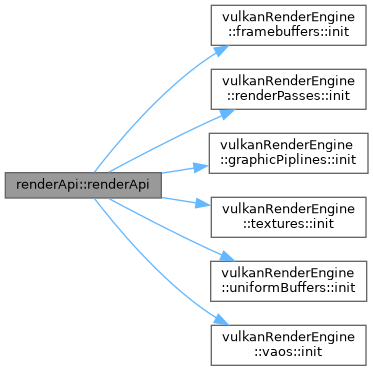 vulkanRenderEngine
::framebuffers::init
vulkanRenderEngine
::renderPasses::init
vulkanRenderEngine
::graphicPiplines::init
renderApi::renderApi
vulkanRenderEngine
::textures::init
vulkanRenderEngine
::uniformBuffers::init
vulkanRenderEngine
::vaos::init